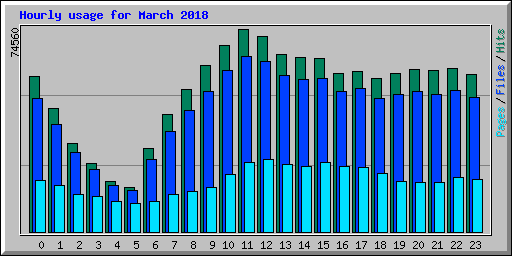 Hourly usage for March 2018
74560
Pages/Files/Hits
0 1 2 3 4 5 6 7 8 9 10 11 12 13 14 15 16 17 18 19 20 21 22 23